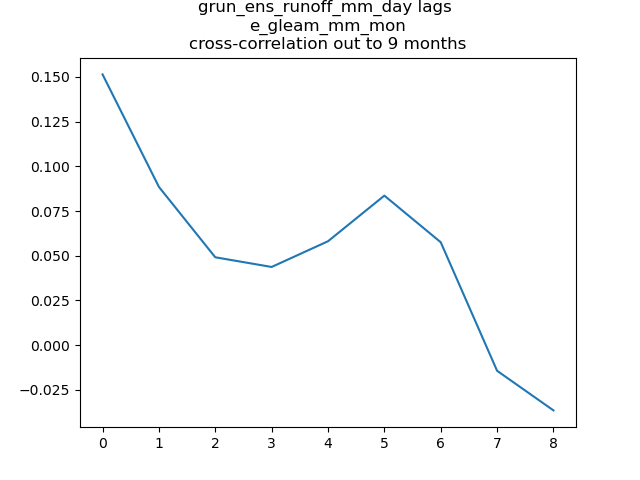 grun_ens_runoff_mm_day lags
e_gleam_mm_mon
cross-correlation out to 9 months
0.150
0.125
0.100
0.075
0.050
0.025
0.000
−0.025
0 1 2 3 4 5 6 7 8